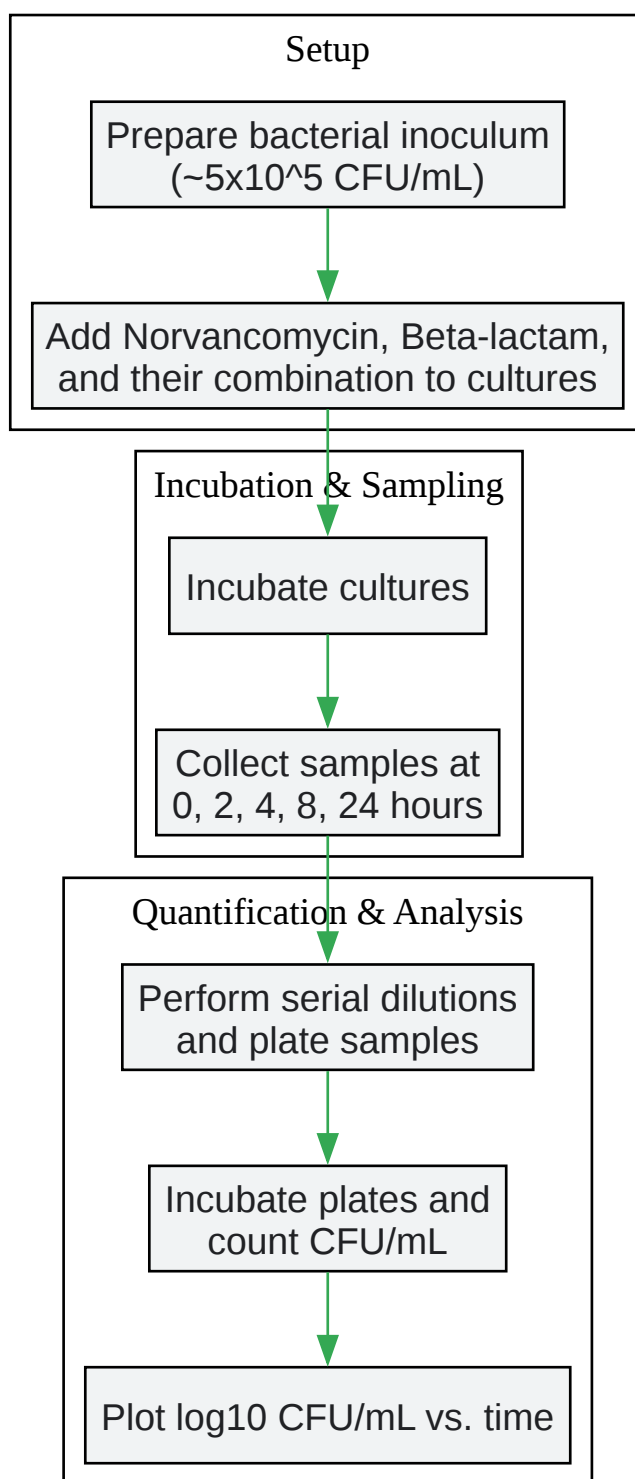 Setup
Prepare bacterial inoculum
(~5x10^5 CFU/mL)
Add Norvancomycin, Beta-lactam,
and their combination to cultures
Incubation & Sampling
Incubate cultures
Collect samples at
0, 2, 4, 8, 24 hours
Quantification & Analysis
Perform serial dilutions
and plate samples
Incubate plates and
count CFU/mL
Plot log10 CFU/mL vs. time